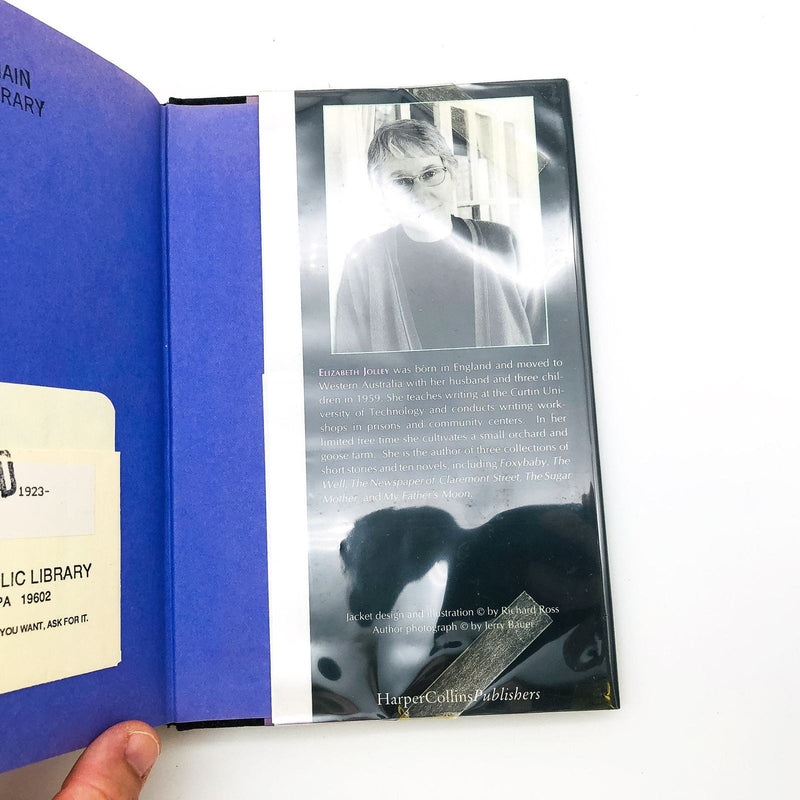 AIN
RARY
1923-
LIC LIBRARY
PA 19602
YOU WANT, ASK FOR IT.
ELIZABETH JOLLEY was born in England and moved to
Western Australia with her husband and three chil-
dren in 1959. She teaches writing at the Curtin Uni-
versity of Technology and conducts writing work-
shops in prisons and community centers. In her
limited free time she cultivates a small orchard and
goose farm. She is the author of three collections of
short stories and ten novels, including Foxybaby, The
Well, The Newspaper of Claremont Street, The Sugar
Mother, and My Father's Moon.
Jacket design and illustration © by Richard Ross
Author photograph © by Jerry Bauer
HarperCollinsPublishers